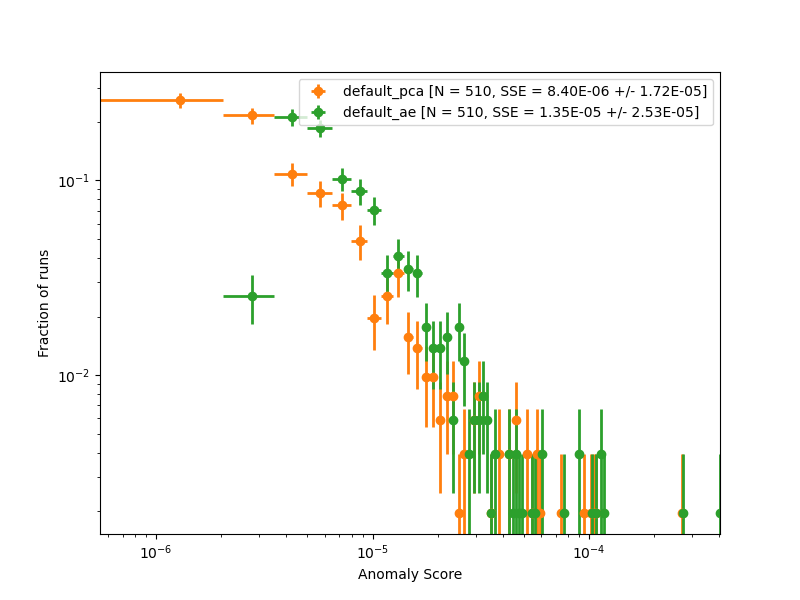 default_pca [N = 510, SSE = 8.40E-06 +/- 1.72E-05]
default_ae [N = 510, SSE = 1.35E-05 +/- 2.53E-05]
Fraction of runs
10⁻¹
10⁻²
10⁻⁶ 10⁻⁵ 10⁻⁴
Anomaly Score